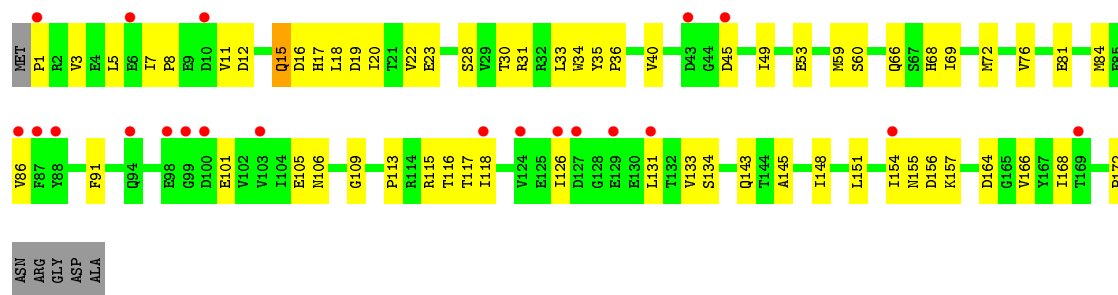 MET P1 R2 V3 E4 L5 E6 I7 P8 E9 D10 V11 D12 Q15 D16 H17 L18 D19 I20 T21 V22 E23 S28 V29 T30 R31 R32 L33 W34 Y35 P36 V40 D43 G44 D45 I49 E53 M59 S60 Q66 S67 H68 I69 M72 V76 E81 M84 F85
V86 F87 Y88 F91 Q94 E98 G99 D100 E101 V102 V103 I104 E105 N106 G109 P113 R114 R115 T116 T117 I118 V124 E125 I126 D127 G128 E129 E130 L131 T132 V133 S134 Q143 T144 A145 I148 L151 I154 N155 D156 K157 D164 G165 V166 Y167 I168 T169
ASN ARG GLY ASP ALA